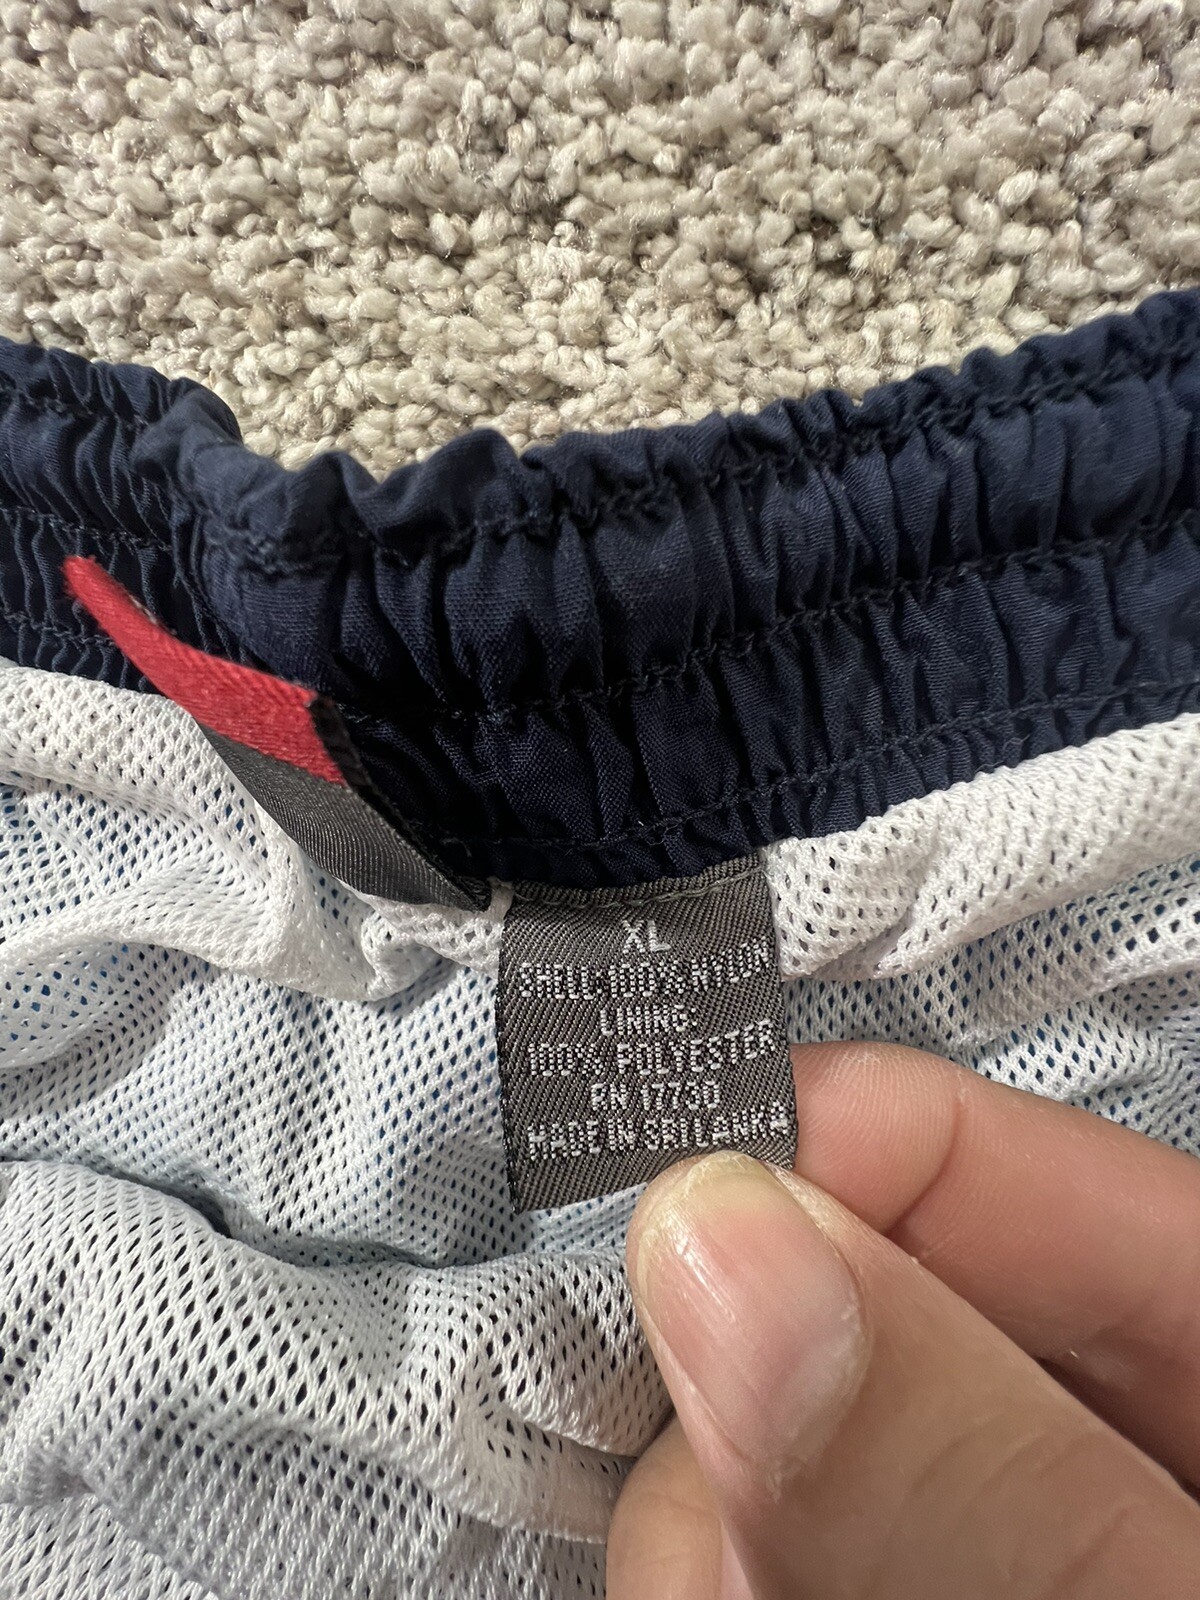 XL
SHELL:100% NYLON
LINING:
100% POLYESTER
RN 17730
MADE IN SRI LANKA